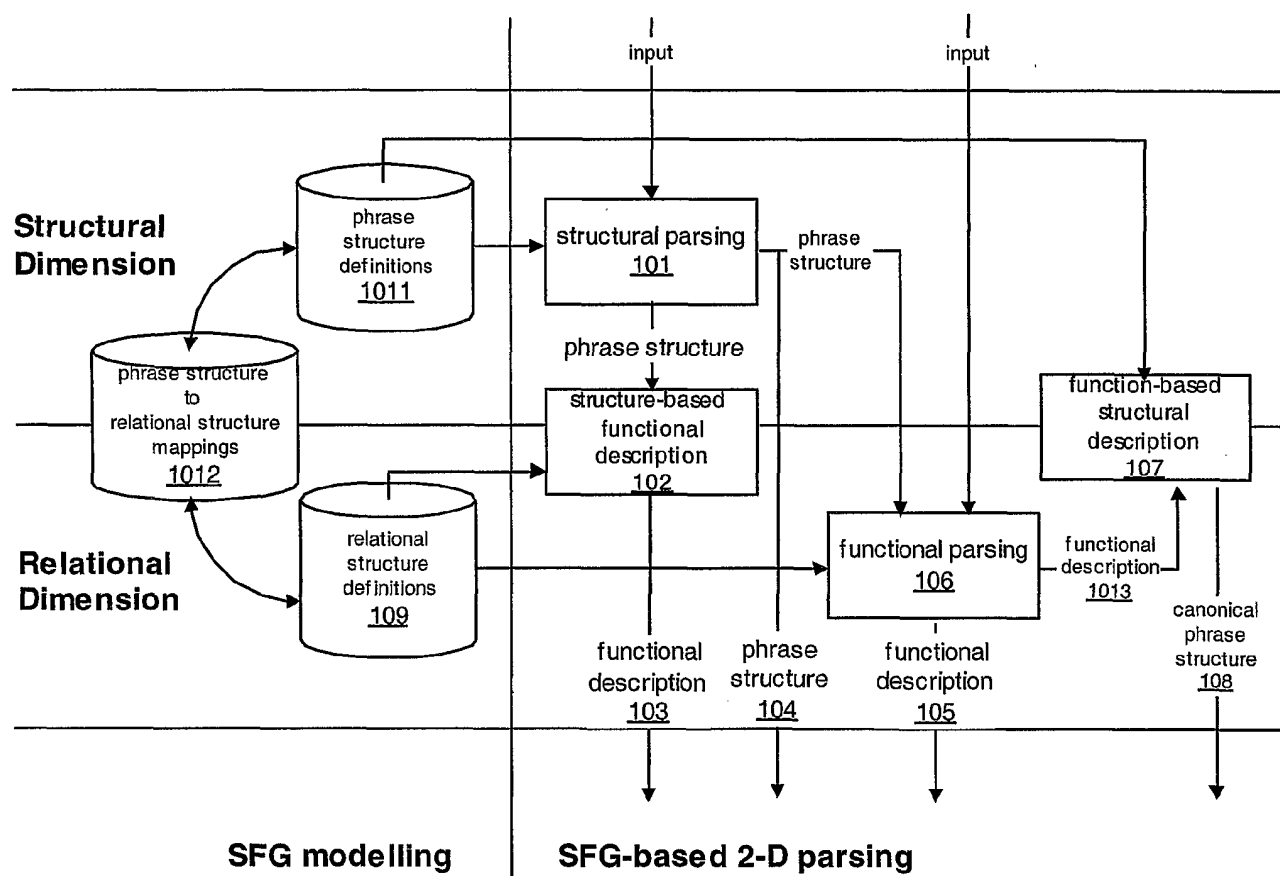 input
input
Structural
Dimension
phrase
structure
definitions
1011
structural parsing
101
phrase
structure
phrase structure
phrase structure
to
relational structure
mappings
1012
structure-based
functional
description
102
function-based
structural
description
107
Relational
Dimension
relational
structure
definitions
109
functional parsing
106
functional
description
1013
functional
description
103
phrase
structure
104
functional
description
105
canonical
phrase
structure
108
SFG modelling
SFG-based 2-D parsing